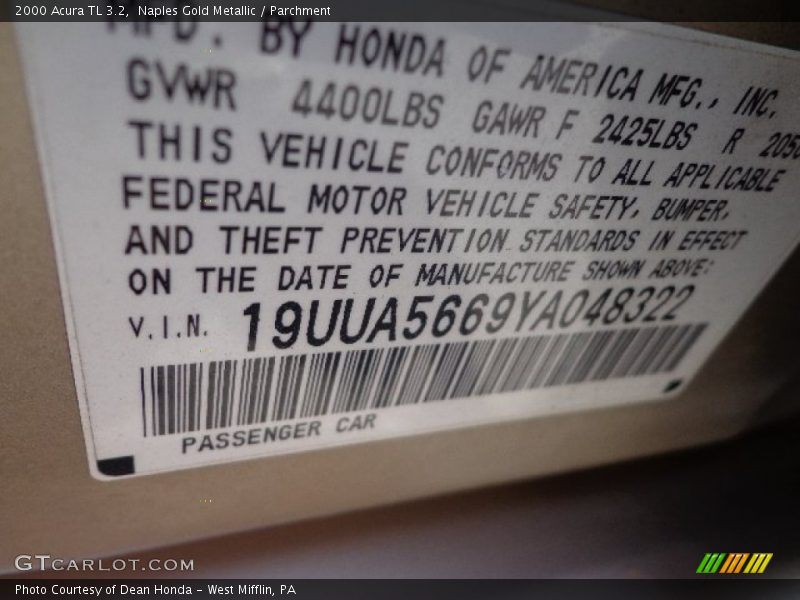 2000 Acura TL 3.2, Naples Gold Metallic / Parchment
MFD. BY HONDA OF AMERICA MFG., INC.
GVWR 4400LBS GAWR F 2425LBS R 205
THIS VEHICLE CONFORMS TO ALL APPLICABLE
FEDERAL MOTOR VEHICLE SAFETY, BUMPER,
AND THEFT PREVENTION STANDARDS IN EFFECT
ON THE DATE OF MANUFACTURE SHOWN ABOVE:
V.I.N. 19UUA5669YA048322
PASSENGER CAR
GTCARLOT.COM
Photo Courtesy of Dean Honda - West Mifflin, PA